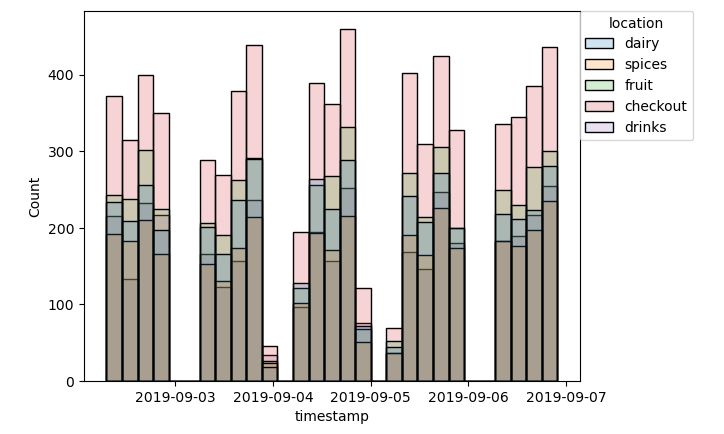 location
dairy
spices
fruit
checkout
drinks
400
300
200
100
0
Count
2019-09-03
2019-09-04
2019-09-05
2019-09-06
2019-09-07
timestamp